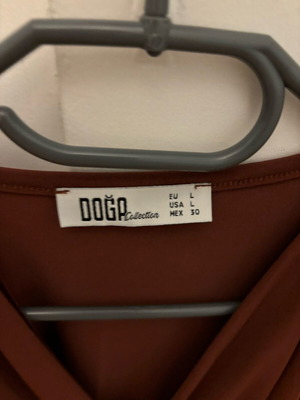 DOĞA Collection
EU L
USA L
MEX 30